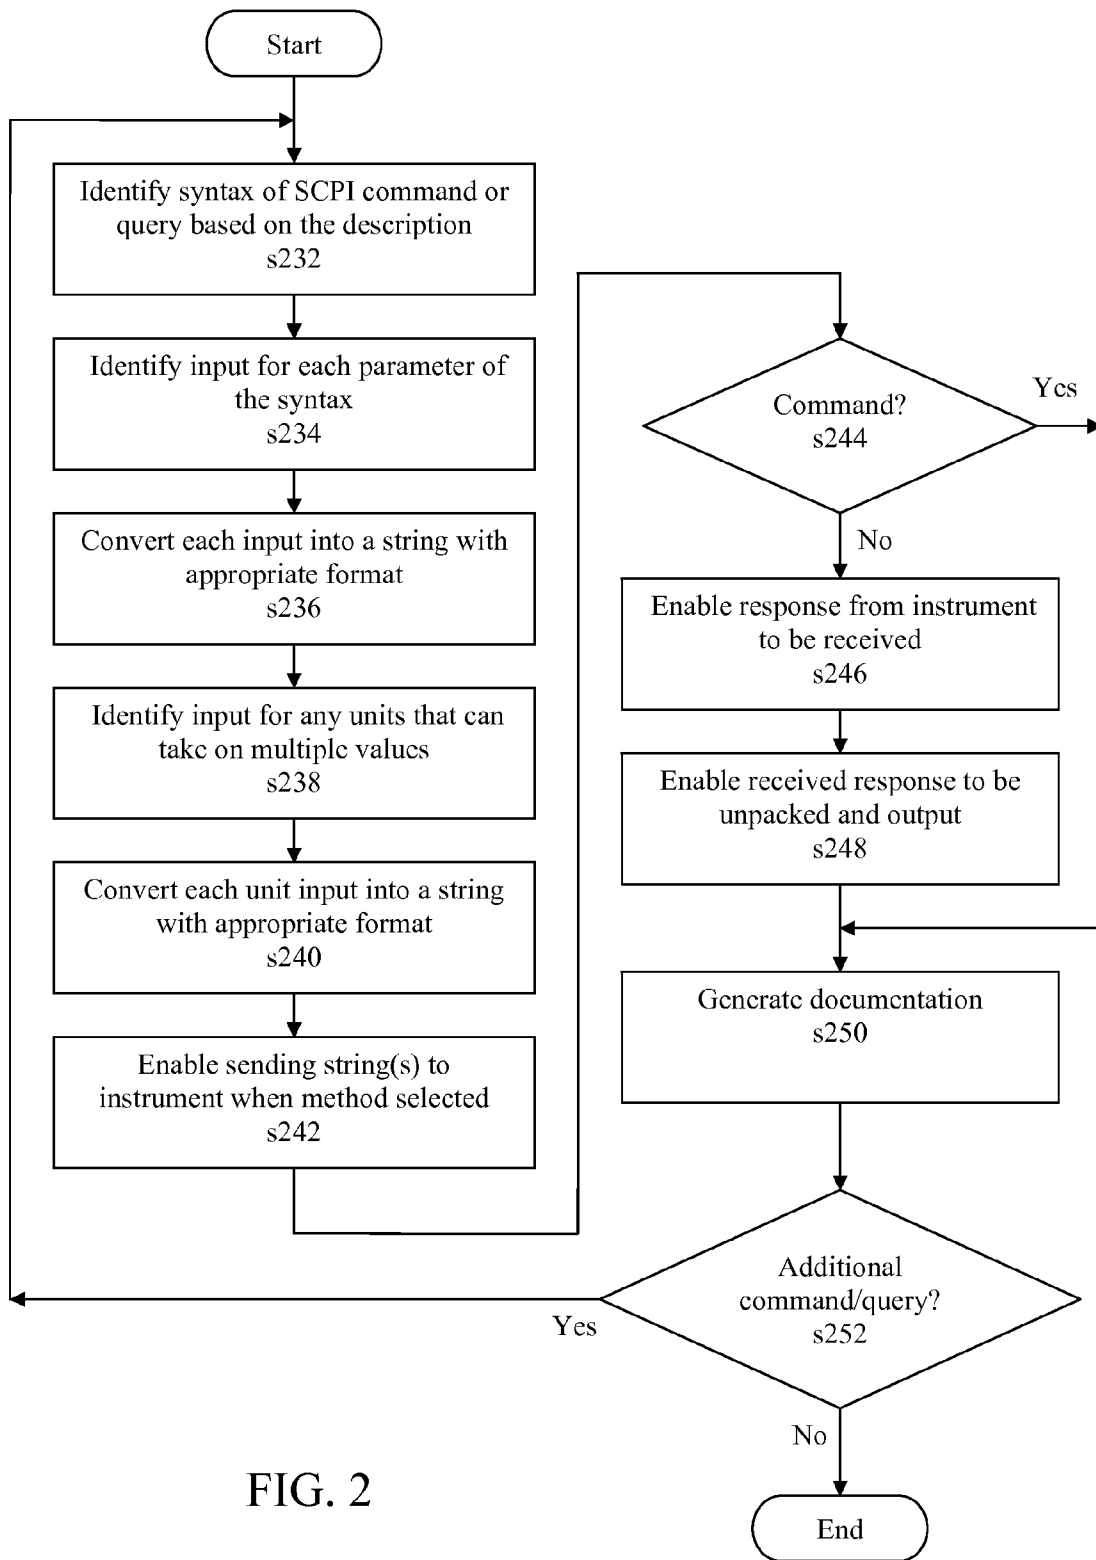 Start
Identify syntax of SCPI command or
query based on the description
s232
Identify input for each parameter of
the syntax
s234
Convert each input into a string with
appropriate format
s236
Identify input for any units that can
take on multiple values
s238
Convert each unit input into a string
with appropriate format
s240
Enable sending string(s) to
instrument when method selected
s242
Command?
s244
Yes
No
Enable response from instrument
to be received
s246
Enable received response to be
unpacked and output
s248
Generate documentation
s250
Additional
command/query?
s252
Yes
No
End
FIG. 2